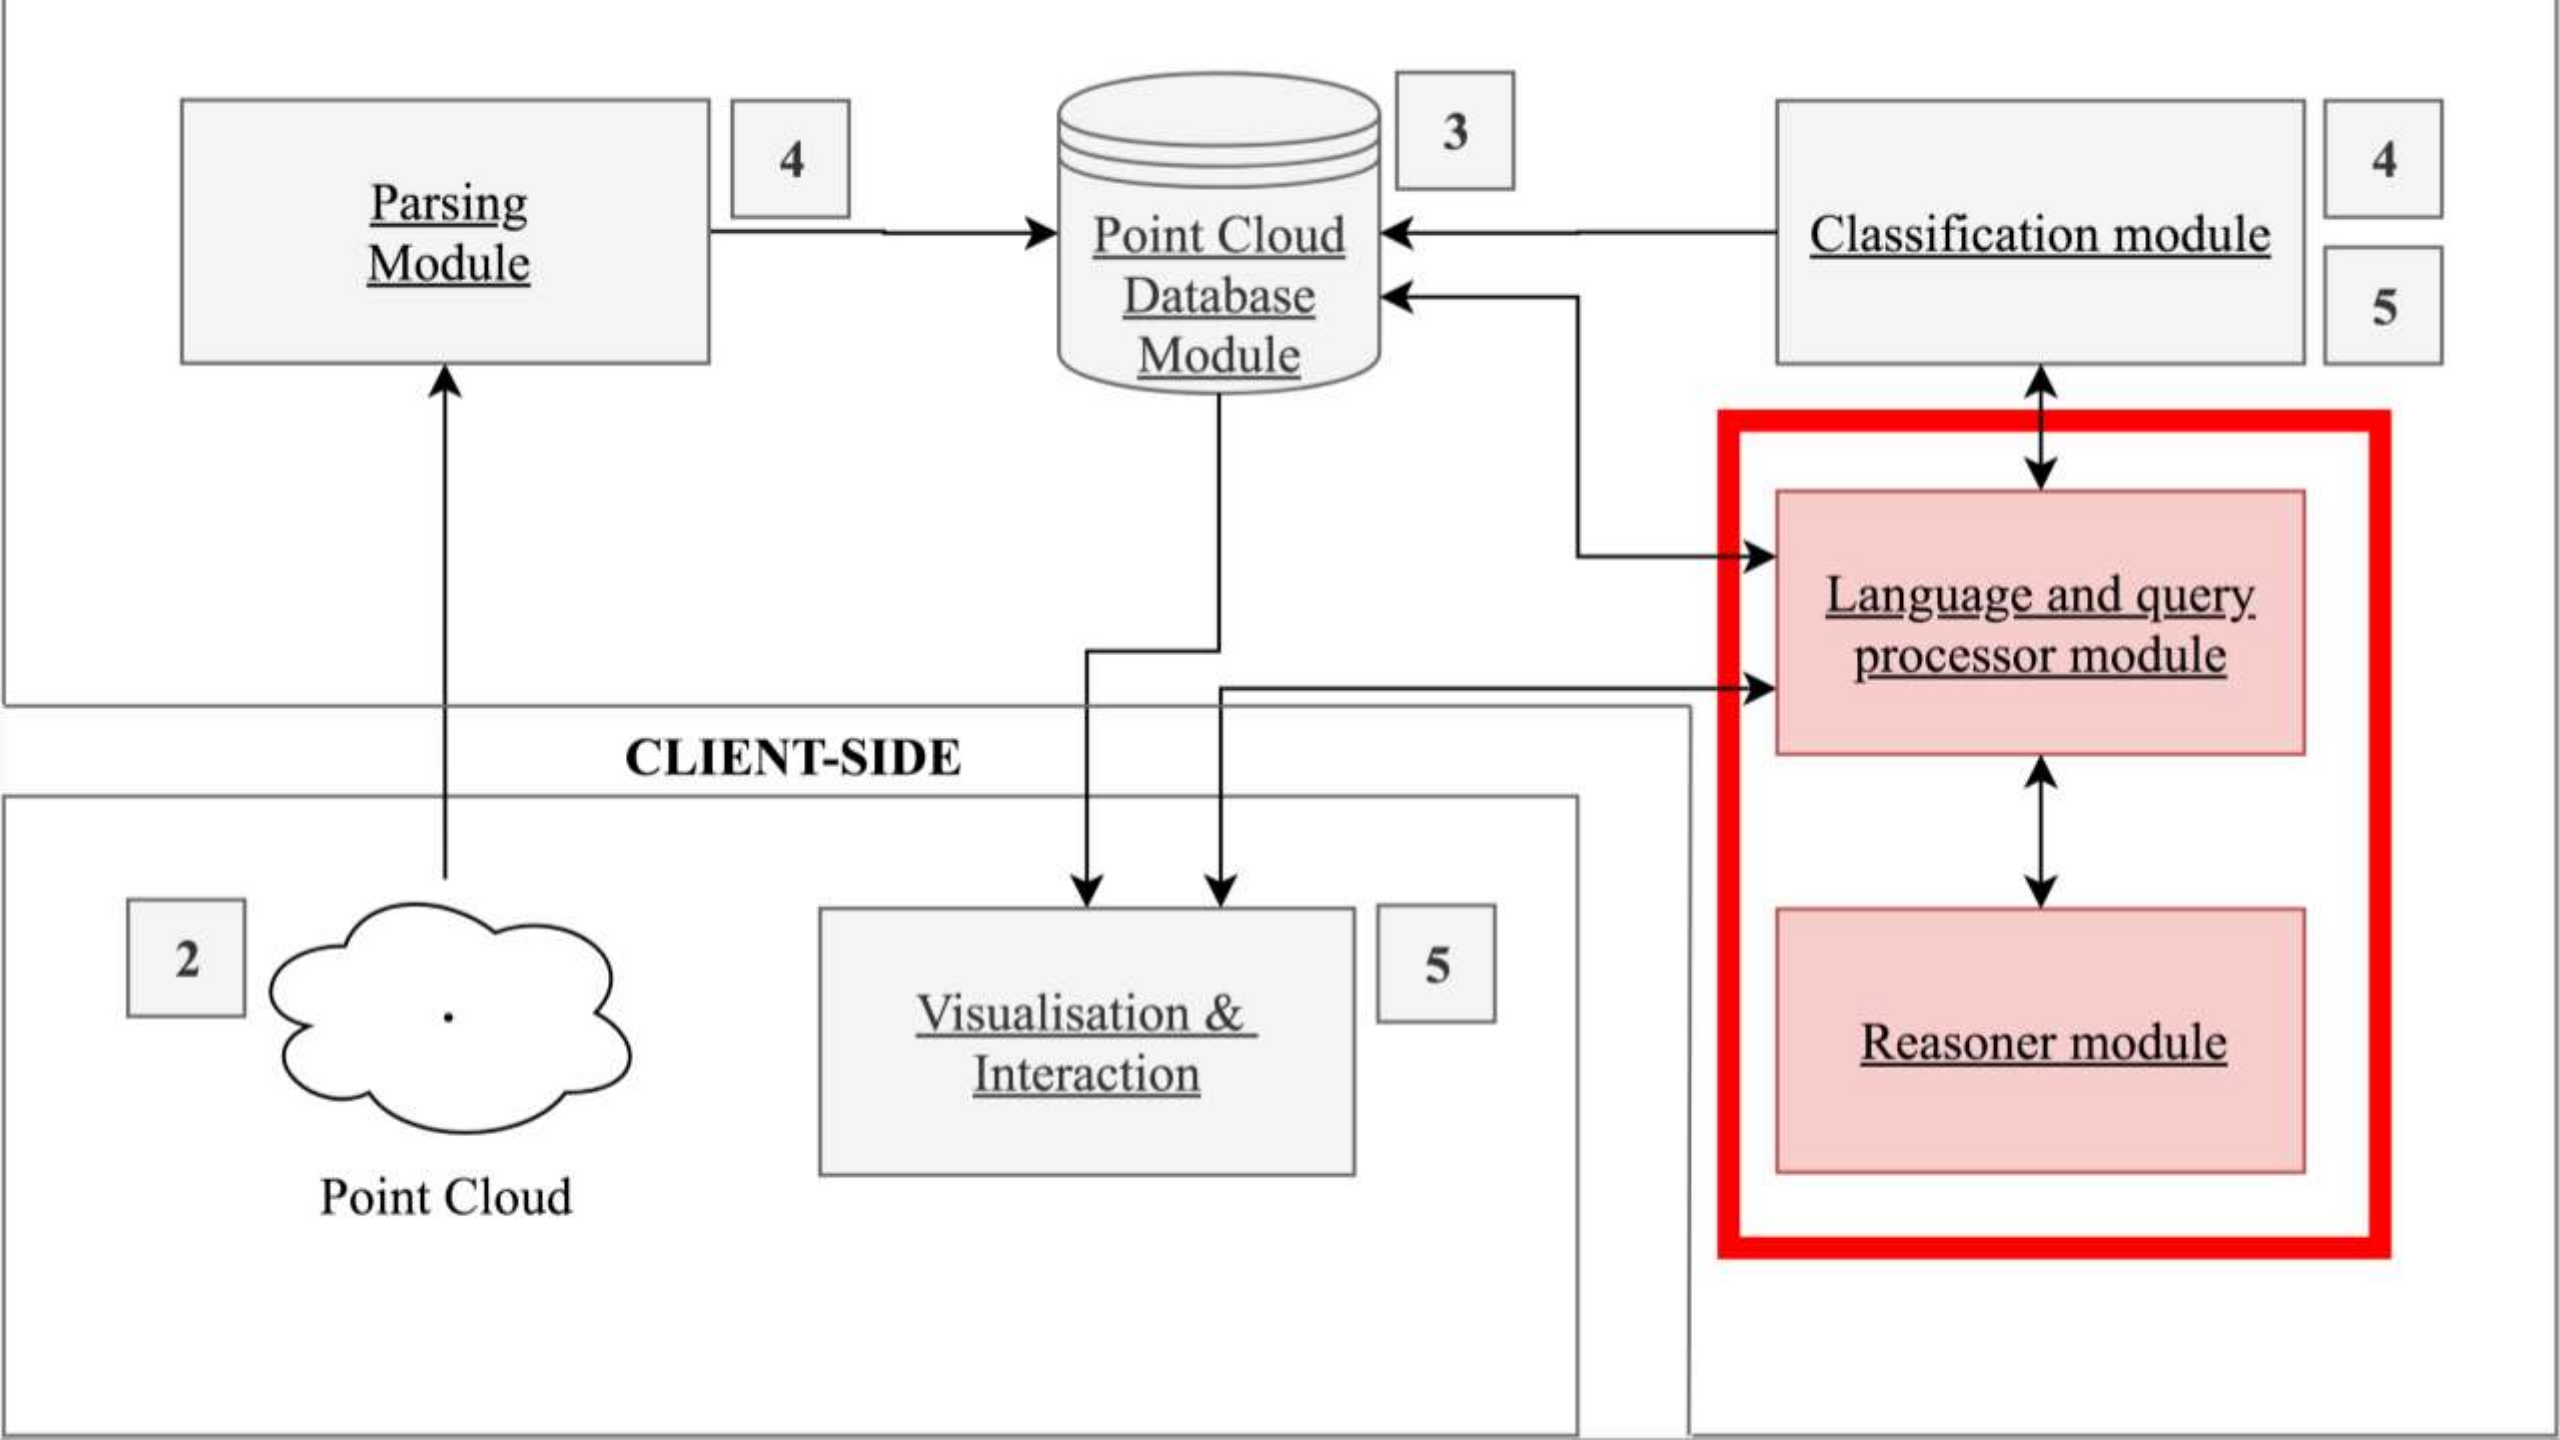 Parsing
Module
4
Point Cloud
Database
Module
3
Classification module
4
5
Language and query
processor module
CLIENT-SIDE
2
Point Cloud
Visualisation &
Interaction
5
Reasoner module